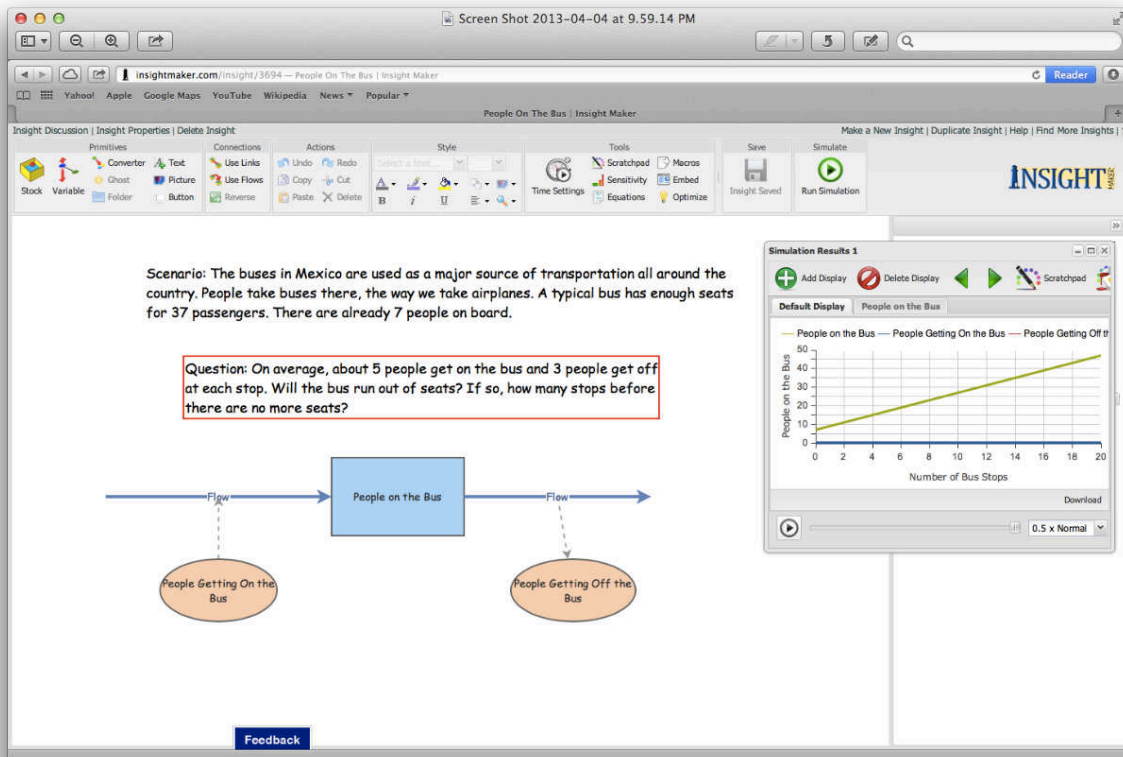 Screen Shot 2013-04-04 at 9.59.14 PM
insightmaker.com/insight/3694 — People On The Bus | Insight Maker
Reader
Yahoo! Apple Google Maps YouTube Wikipedia News Popular
People On The Bus | Insight Maker
Insight Discussion | Insight Properties | Delete Insight
Make a New Insight | Duplicate Insight | Help | Find More Insights |
Primitives Connections Actions Style Tools Save Simulate
Stock
Variable
Converter
Text
Ghost
Picture
Folder
Button
Use Links
Use Flows
Reverse
Undo
Redo
Copy
Cut
Paste
Delete
B i U
Time Settings
Scratchpad
Macros
Sensitivity
Embed
Equations
Optimize
Insight Saved
Run Simulation
INSIGHT
MAKER
Scenario: The buses in Mexico are used as a major source of transportation all around the
country. People take buses there, the way we take airplanes. A typical bus has enough seats
for 37 passengers. There are already 7 people on board.
Question: On average, about 5 people get on the bus and 3 people get off
at each stop. Will the bus run out of seats? If so, how many stops before
there are no more seats?
Flow
People on the Bus
Flow
People Getting On the
Bus
People Getting Off the
Bus
Simulation Results 1
Add Display
Delete Display
Scratchpad
Default Display
People on the Bus
People on the Bus
People Getting On the Bus
People Getting Off th
People on the Bus
50
40
30
20
10
0
0 2 4 6 8 10 12 14 16 18 20
Number of Bus Stops
Download
0.5 x Normal
Feedback